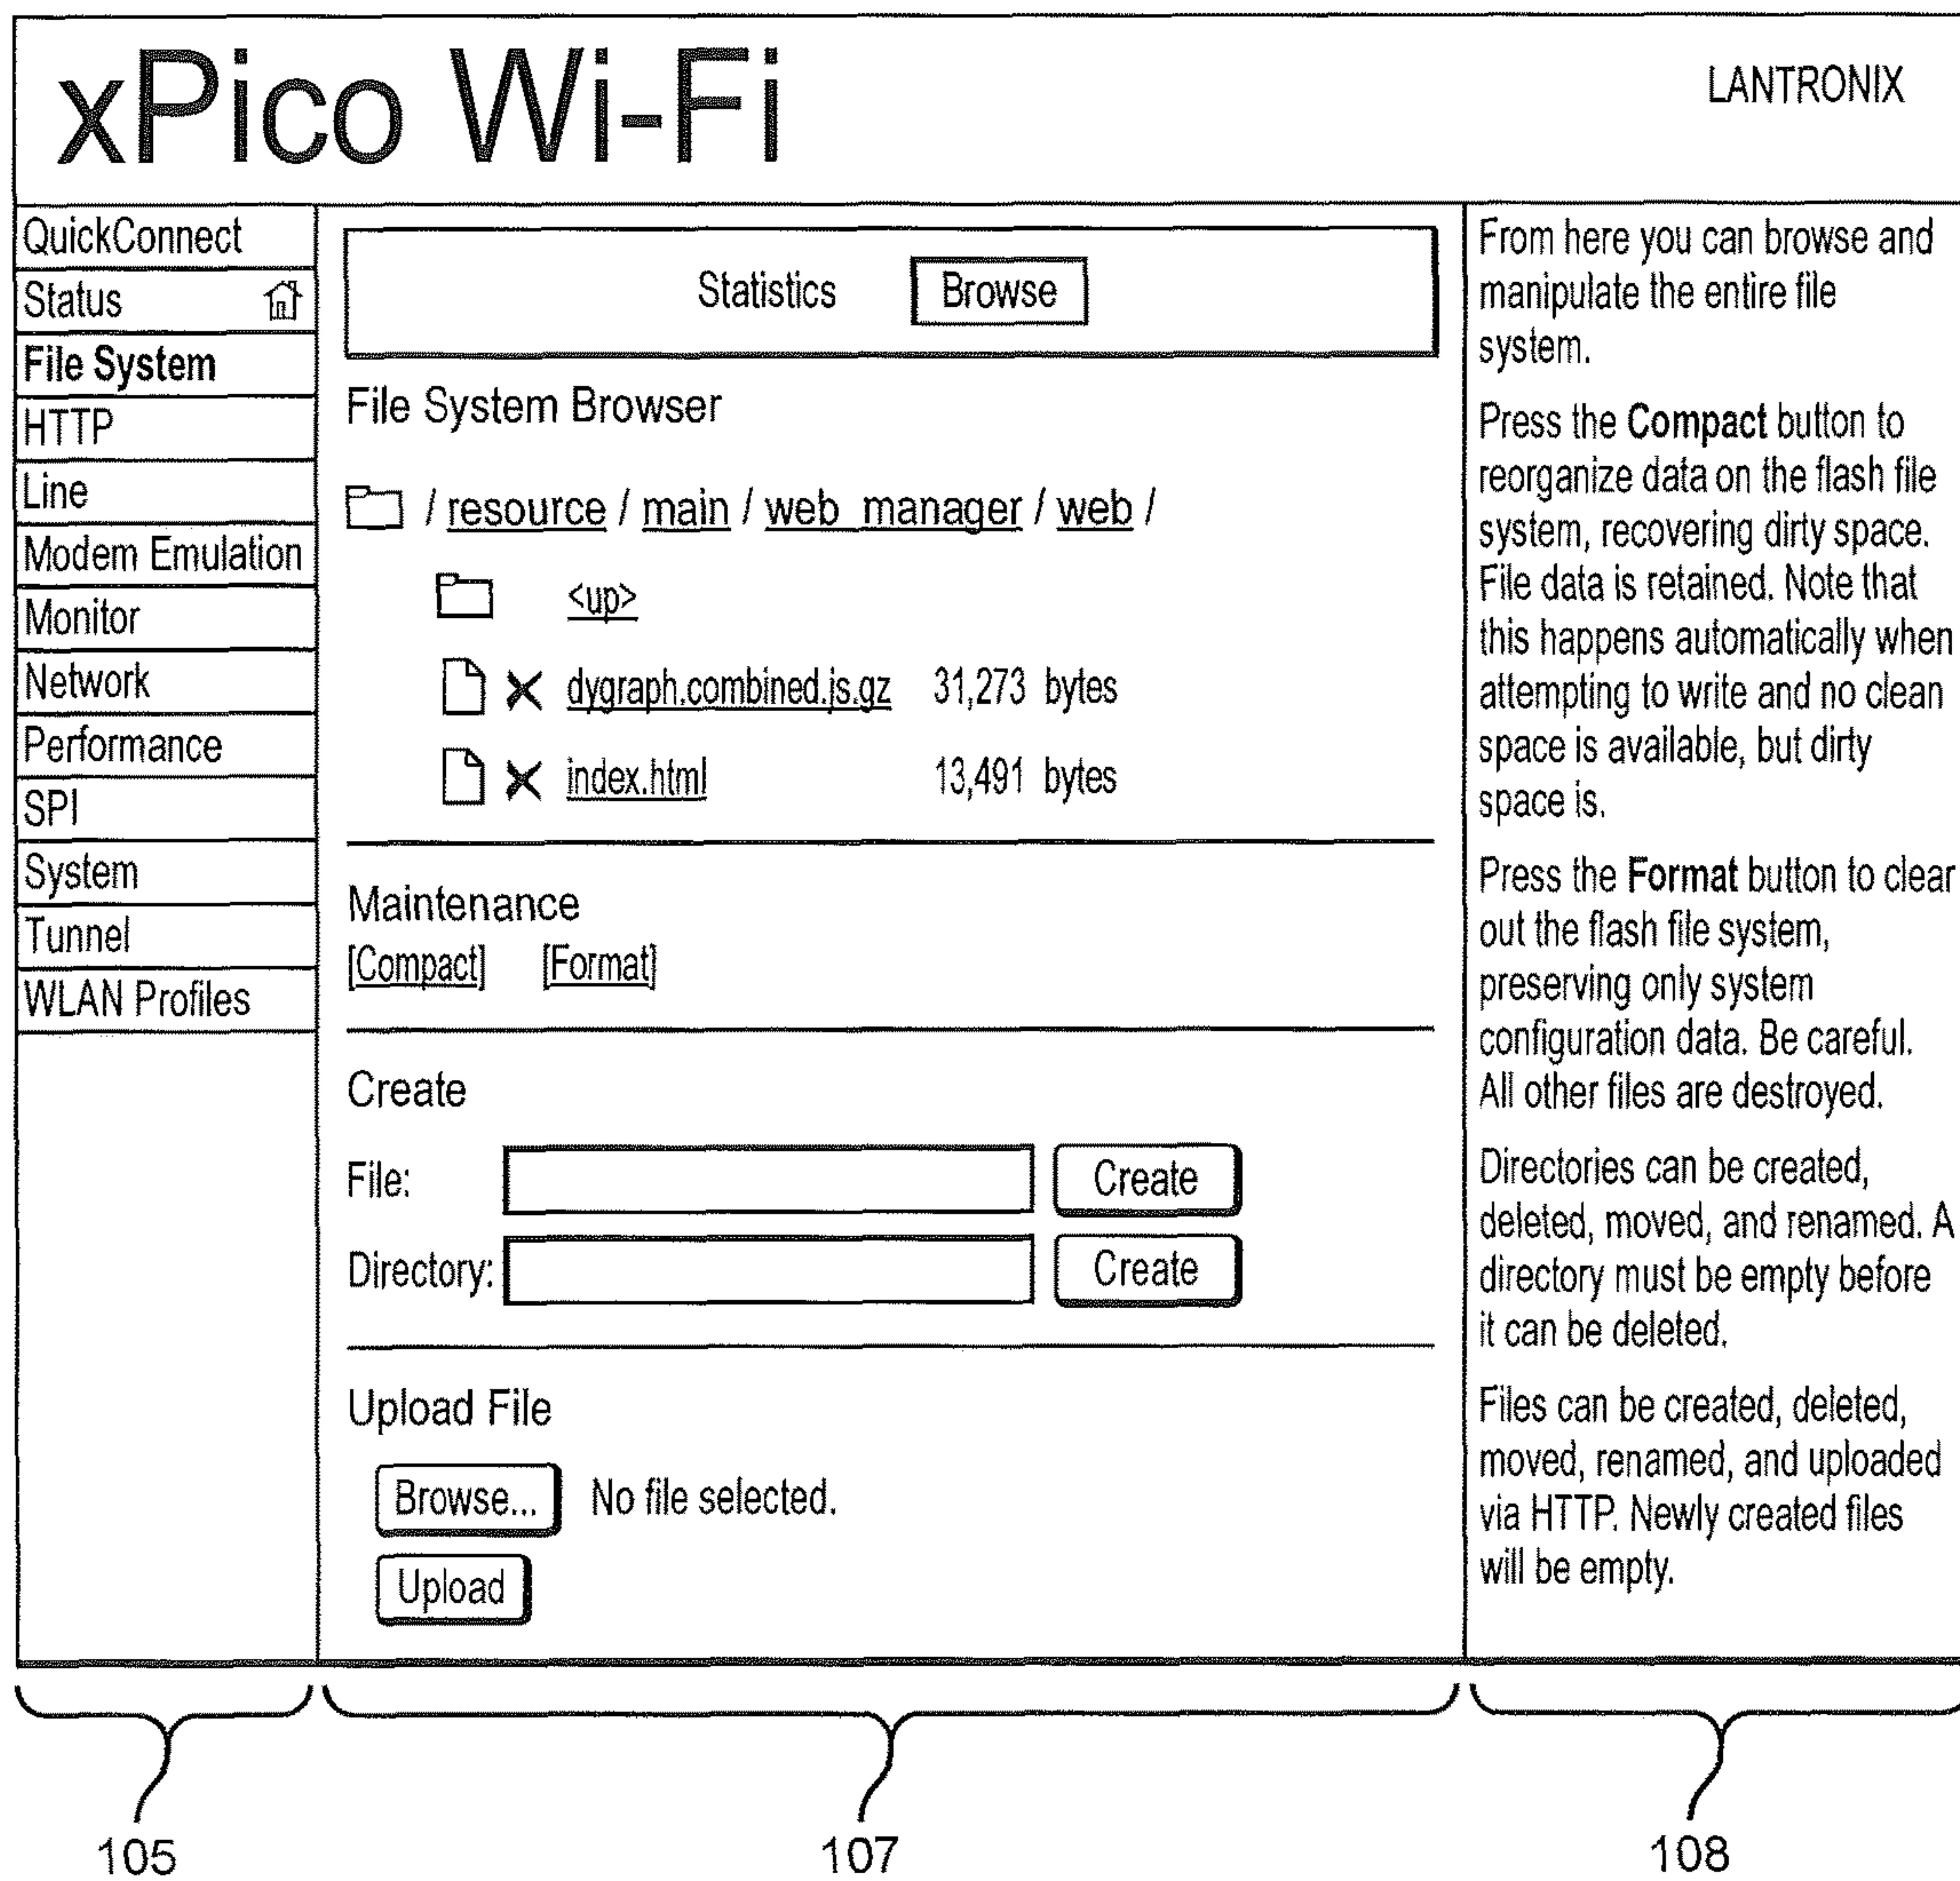 xPico Wi-Fi
LANTRONIX
QuickConnect
Status
File System
HTTP
Line
Modem Emulation
Monitor
Network
Performance
SPI
System
Tunnel
WLAN Profiles
Statistics Browse
File System Browser
/ resource / main / web_manager / web /
<up>
dygraph.combined.js.gz 31,273 bytes
index.html 13,491 bytes
Maintenance
[Compact] [Format]
Create
File: Create
Directory: Create
Upload File
Browse... No file selected.
Upload
From here you can browse and
manipulate the entire file
system.
Press the Compact button to
reorganize data on the flash file
system, recovering dirty space.
File data is retained. Note that
this happens automatically when
attempting to write and no clean
space is available, but dirty
space is.
Press the Format button to clear
out the flash file system,
preserving only system
configuration data. Be careful.
All other files are destroyed.
Directories can be created,
deleted, moved, and renamed. A
directory must be empty before
it can be deleted.
Files can be created, deleted,
moved, renamed, and uploaded
via HTTP. Newly created files
will be empty.
105
107
108